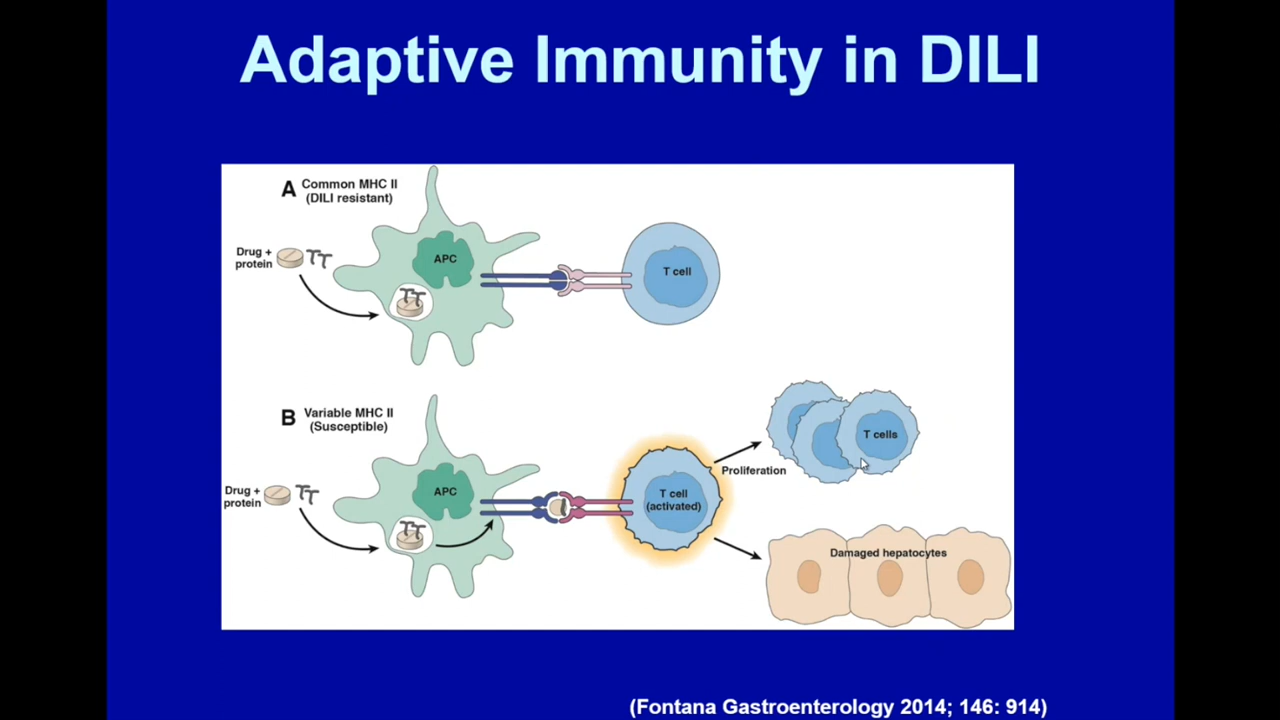 Adaptive Immunity in DILI
A Common MHC II
(DILI resistant)
Drug +
protein
APC
T cell
B Variable MHC II
(Susceptible)
Drug +
protein
APC
T cell
(activated)
Proliferation
T cells
Damaged hepatocytes
(Fontana Gastroenterology 2014; 146: 914)